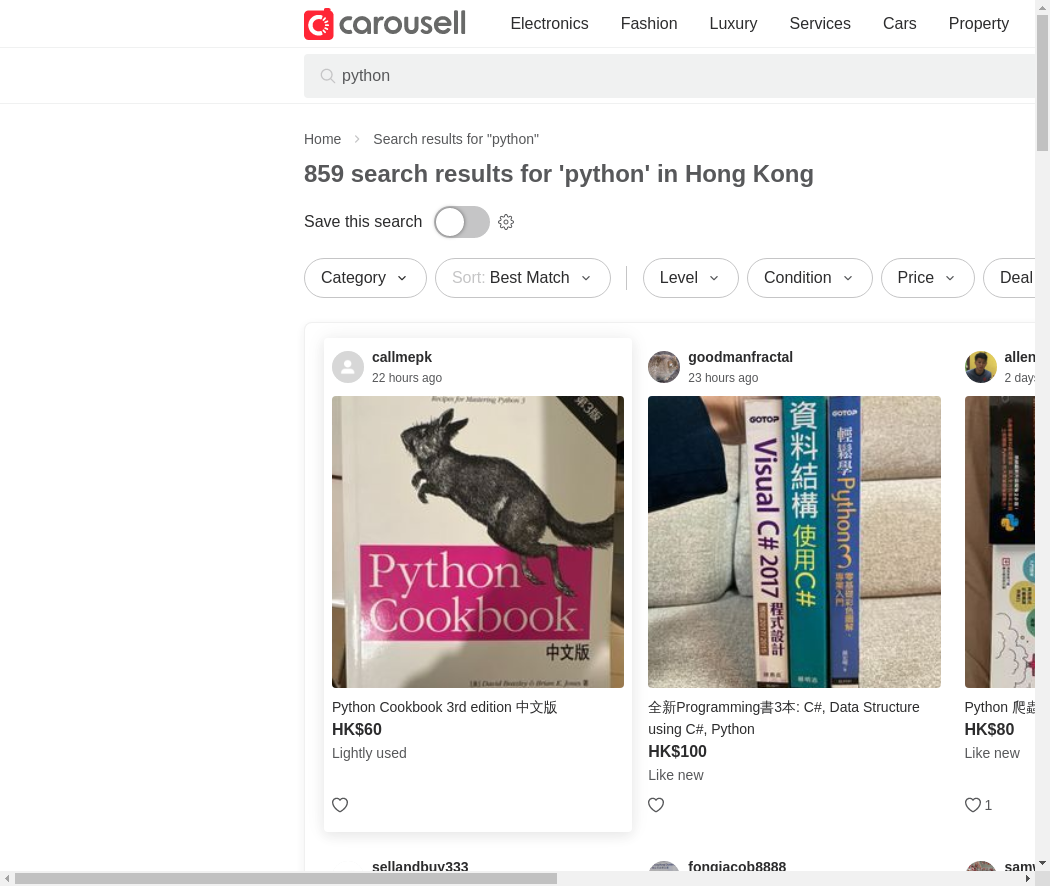 carousell
Electronics
Fashion
Luxury
Services
Cars
Property
python
Home
Search results for "python"
859 search results for 'python' in Hong Kong
Save this search
Category
Sort: Best Match
Level
Condition
Price
Deal
callmepk
22 hours ago
Recipes for Mastering Python 3
第3版
Python
Cookbook
中文版
[美] David Beazley & Brian K. Jones 著
Python Cookbook 3rd edition 中文版
HK$60
Lightly used
goodmanfractal
23 hours ago
GOTOP
Visual C# 2017 程式設計
資料結構 使用C#
GOTOP
輕鬆學Python 3 零基礎彩色圖解．
專業入門
全新Programming書3本: C#, Data Structure
using C#, Python
HK$100
Like new
allen
2 days
Python 爬蟲
HK$80
Like new
1
sellandbuy333
fongjacob8888